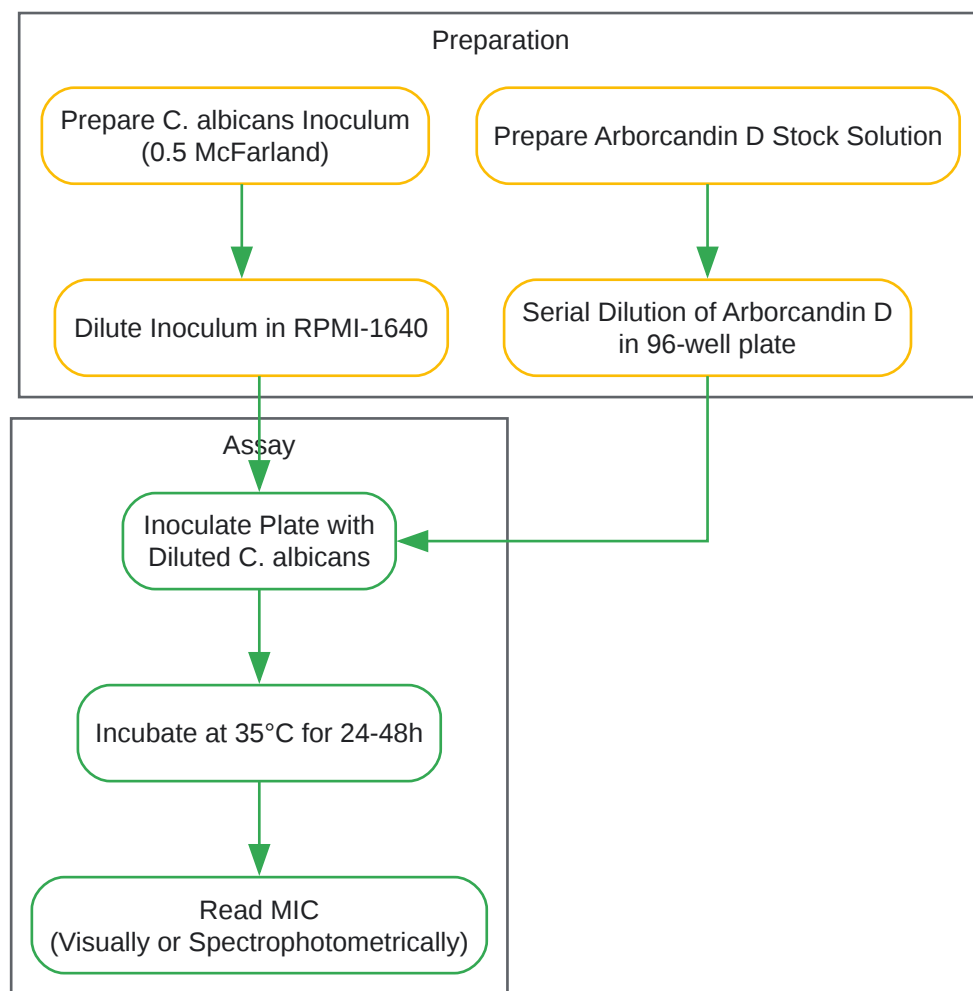 Preparation
Prepare C. albicans Inoculum
(0.5 McFarland)
Prepare Arborcandin D Stock Solution
Dilute Inoculum in RPMI-1640
Serial Dilution of Arborcandin D
in 96-well plate
Assay
Inoculate Plate with
Diluted C. albicans
Incubate at 35°C for 24-48h
Read MIC
(Visually or Spectrophotometrically)